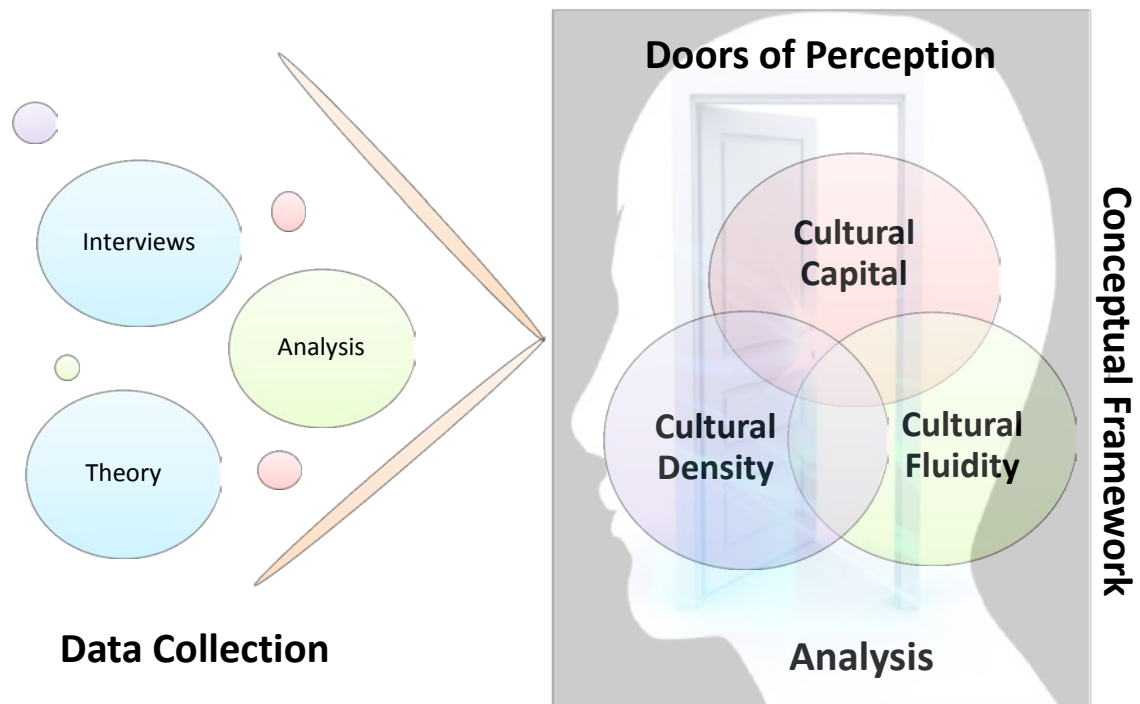 Interviews
Analysis
Theory
Data Collection
Doors of Perception
Cultural
Capital
Cultural
Density
Cultural
Fluidity
Analysis
Conceptual Framework